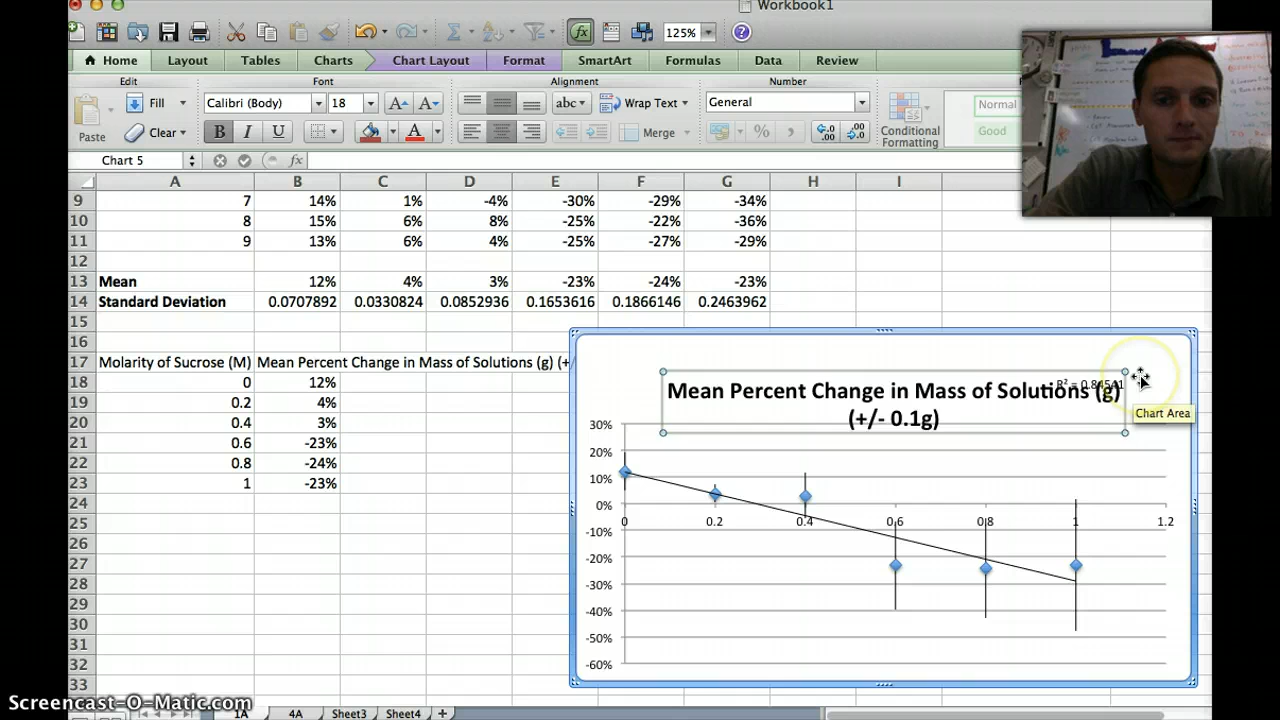 Workbook1
125%
Home Layout Tables Charts Chart Layout Format SmartArt Formulas Data Review
Edit Font Alignment Number
Fill Calibri (Body) 18 abc Wrap Text General Normal
Paste Clear B I U A Merge % Conditional Formatting Good
Chart 5 fx
A B C D E F G H I
9 7 14% 1% -4% -30% -29% -34%
10 8 15% 6% 8% -25% -22% -36%
11 9 13% 6% 4% -25% -27% -29%
12
13 Mean 12% 4% 3% -23% -24% -23%
14 Standard Deviation 0.0707892 0.0330824 0.0852936 0.1653616 0.1866146 0.2463962
15
16
17 Molarity of Sucrose (M) Mean Percent Change in Mass of Solutions (g) (+/
18 0 12%
19 0.2 4%
20 0.4 3%
21 0.6 -23%
22 0.8 -24%
23 1 -23%
24
25
26
27
28
29
30
31
32
33
Mean Percent Change in Mass of Solutions (g)
(+/- 0.1g)
R² =
Chart Area
30%
20%
10%
0%
0 0.2 0.4 0.6 0.8 1 1.2
-10%
-20%
-30%
-40%
-50%
-60%
Screencast-O-Matic.com
1A 4A Sheet3 Sheet4 +